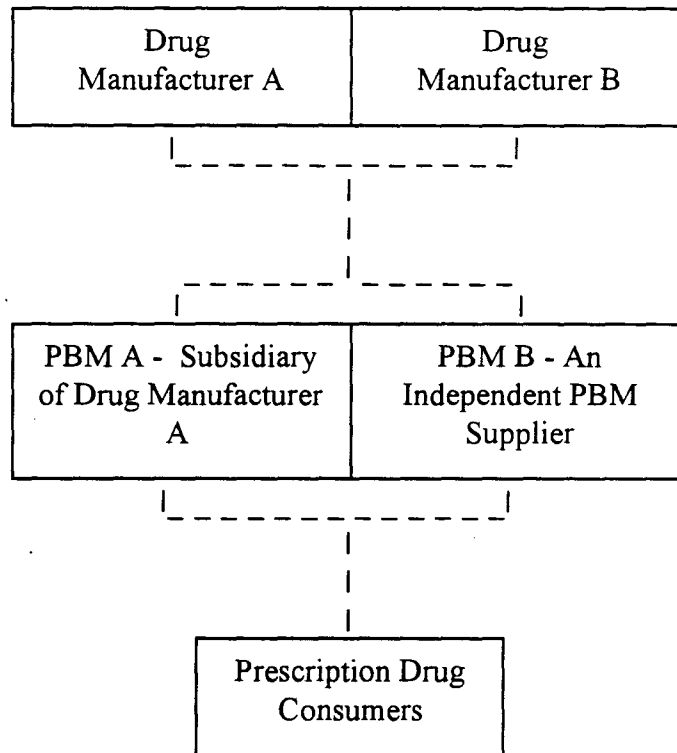 Drug
Manufacturer A
Drug
Manufacturer B
PBM A - Subsidiary
of Drug Manufacturer
A
PBM B - An
Independent PBM
Supplier
Prescription Drug
Consumers